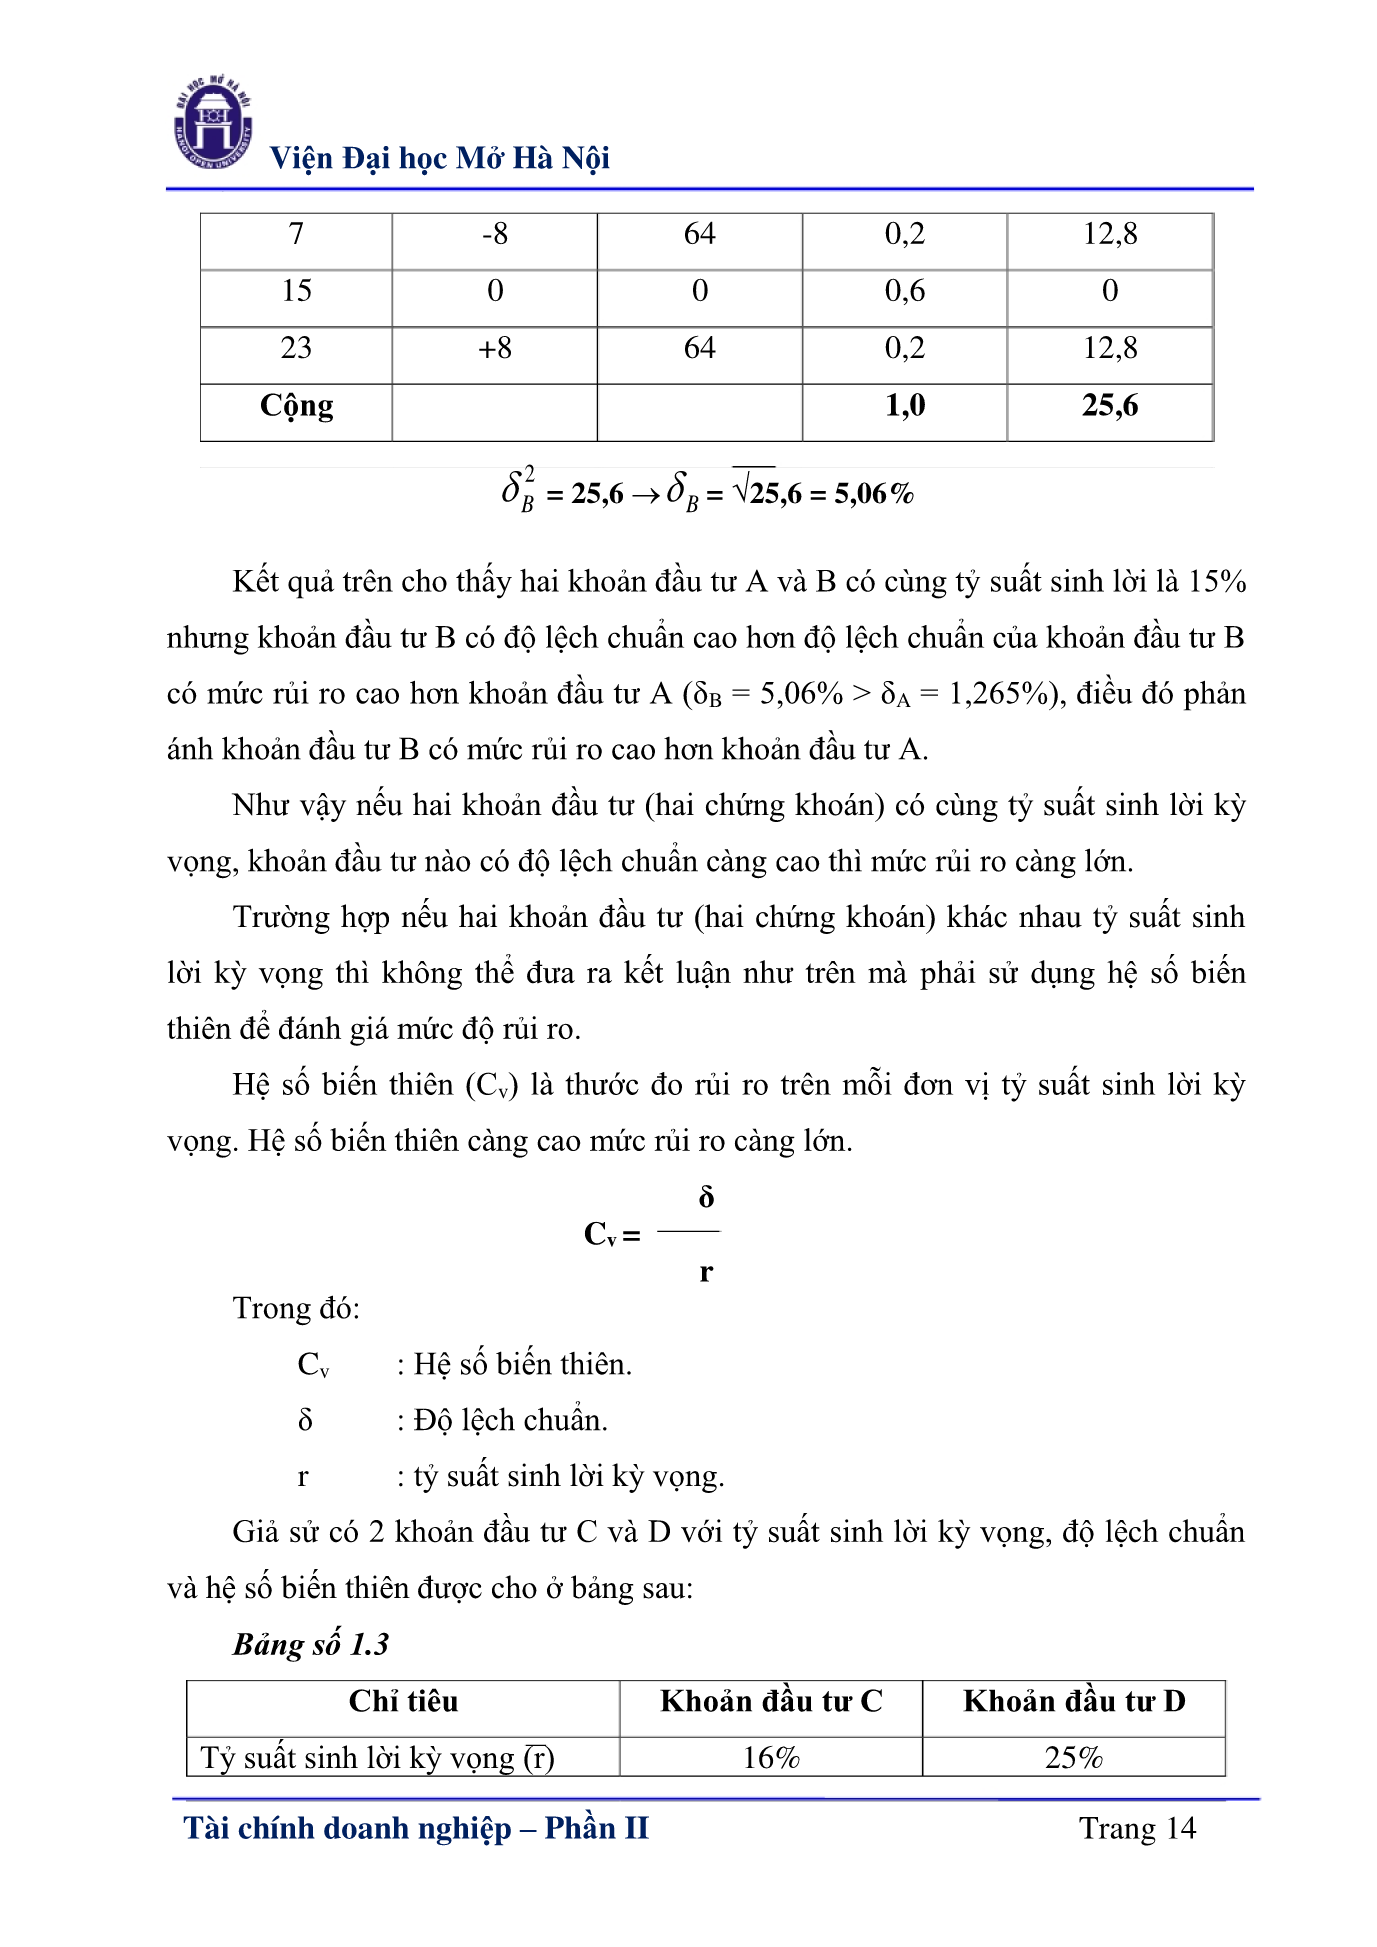 ĐẠI HỌC MỞ HÀ NỘI
HANOI OPEN UNIVERSITY
Viện Đại học Mở Hà Nội
7 -8 64 0,2 12,8
15 0 0 0,6 0
23 +8 64 0,2 12,8
Cộng 1,0 25,6
δ²_B = 25,6 → δ_B = √25,6 = 5,06%
Kết quả trên cho thấy hai khoản đầu tư A và B có cùng tỷ suất sinh lời là 15%
nhưng khoản đầu tư B có độ lệch chuẩn cao hơn độ lệch chuẩn của khoản đầu tư B
có mức rủi ro cao hơn khoản đầu tư A (δB = 5,06% > δA = 1,265%), điều đó phản
ánh khoản đầu tư B có mức rủi ro cao hơn khoản đầu tư A.
Như vậy nếu hai khoản đầu tư (hai chứng khoán) có cùng tỷ suất sinh lời kỳ
vọng, khoản đầu tư nào có độ lệch chuẩn càng cao thì mức rủi ro càng lớn.
Trường hợp nếu hai khoản đầu tư (hai chứng khoán) khác nhau tỷ suất sinh
lời kỳ vọng thì không thể đưa ra kết luận như trên mà phải sử dụng hệ số biến
thiên để đánh giá mức độ rủi ro.
Hệ số biến thiên (Cv) là thước đo rủi ro trên mỗi đơn vị tỷ suất sinh lời kỳ
vọng. Hệ số biến thiên càng cao mức rủi ro càng lớn.
δ
Cv =
r
Trong đó:
Cv : Hệ số biến thiên.
δ : Độ lệch chuẩn.
r : tỷ suất sinh lời kỳ vọng.
Giả sử có 2 khoản đầu tư C và D với tỷ suất sinh lời kỳ vọng, độ lệch chuẩn
và hệ số biến thiên được cho ở bảng sau:
Bảng số 1.3
Chỉ tiêu Khoản đầu tư C Khoản đầu tư D
Tỷ suất sinh lời kỳ vọng (r̅) 16% 25%
Tài chính doanh nghiệp – Phần II Trang 14